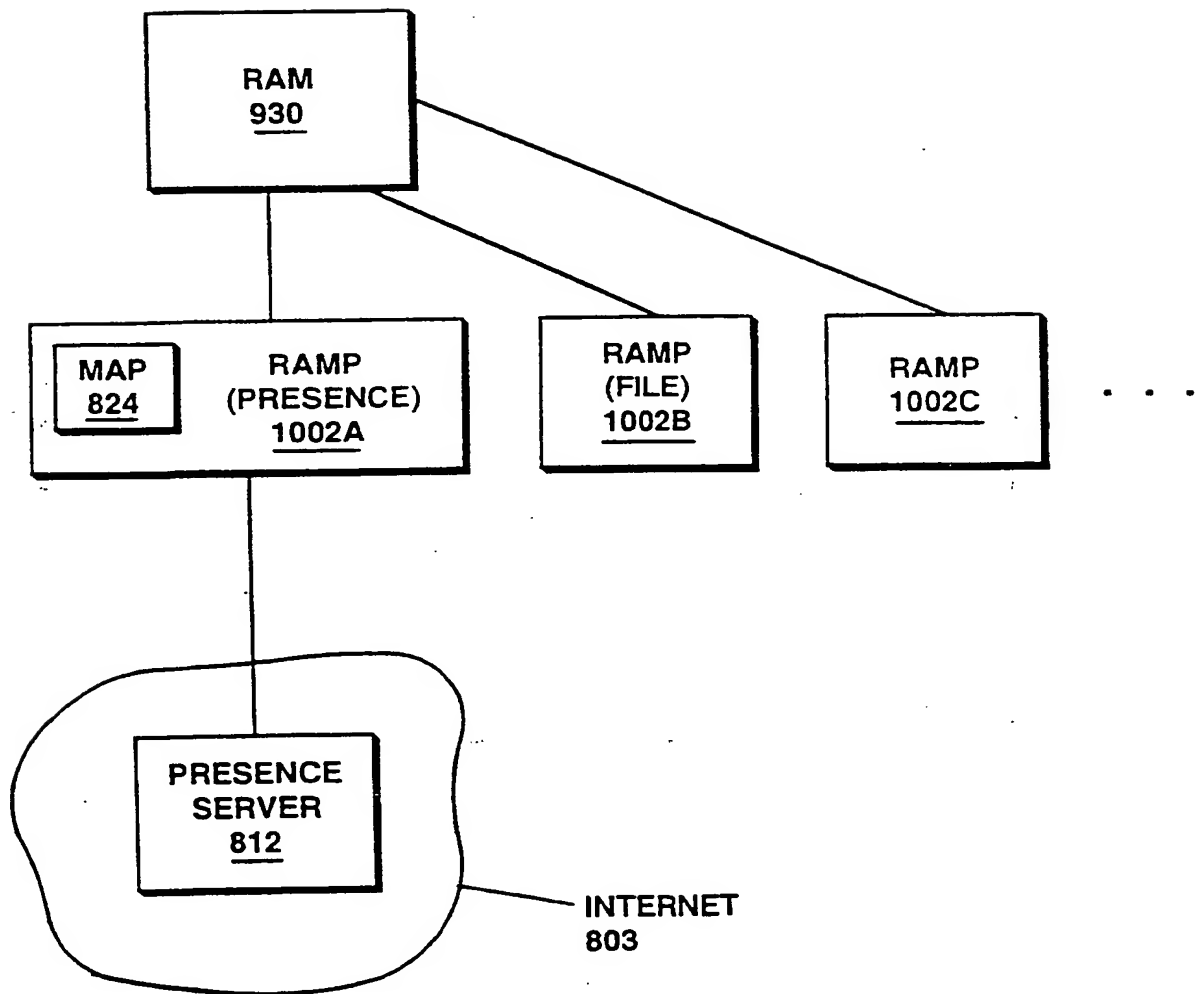 RAM
930
MAP
824
RAMP
(PRESENCE)
1002A
RAMP
(FILE)
1002B
RAMP
1002C
. . .
PRESENCE
SERVER
812
INTERNET
803